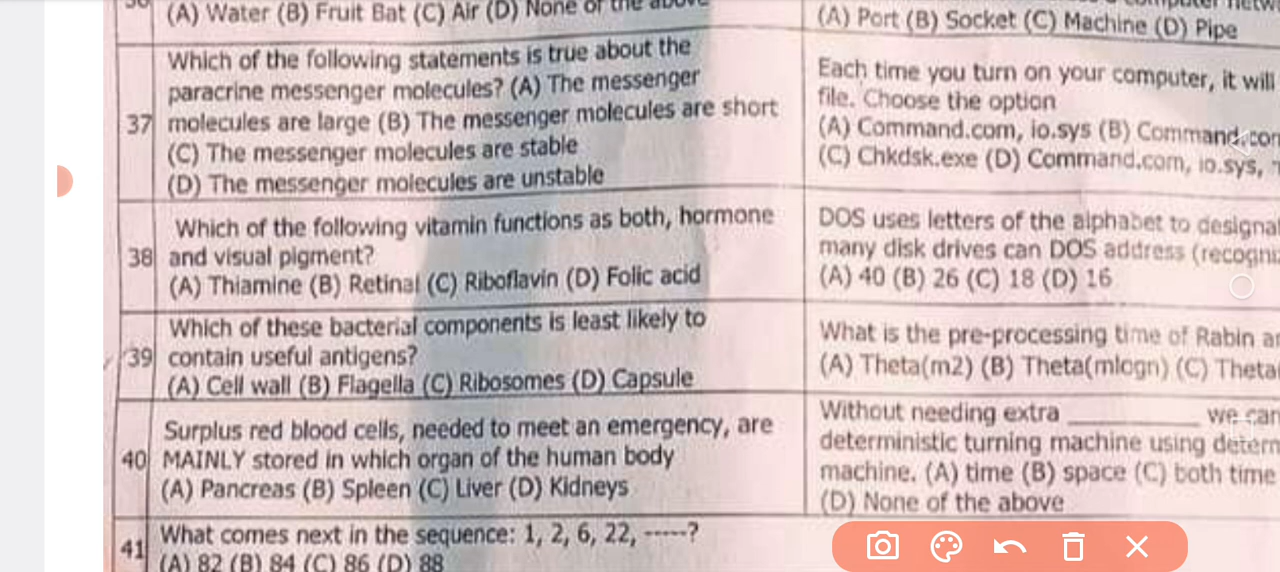 (A) Water (B) Fruit Bat (C) Air (D) None of the above
37
Which of the following statements is true about the
paracrine messenger molecules? (A) The messenger
molecules are large (B) The messenger molecules are short
(C) The messenger molecules are stable
(D) The messenger molecules are unstable
38
Which of the following vitamin functions as both, hormone
and visual pigment?
(A) Thiamine (B) Retinal (C) Riboflavin (D) Folic acid
39
Which of these bacterial components is least likely to
contain useful antigens?
(A) Cell wall (B) Flagella (C) Ribosomes (D) Capsule
40
Surplus red blood cells, needed to meet an emergency, are
MAINLY stored in which organ of the human body
(A) Pancreas (B) Spleen (C) Liver (D) Kidneys
41
What comes next in the sequence: 1, 2, 6, 22, -----?
(A) 82 (B) 84 (C) 86 (D) 88
(A) Port (B) Socket (C) Machine (D) Pipe
Each time you turn on your computer, it will
file. Choose the option
(A) Command.com, io.sys (B)
(C) Chkdsk.exe (D) Command.com, io.sys,
DOS uses letters of the alphabet to
many disk drives can DOS address
(A) 40 (B) 26 (C) 18 (D) 16
What is the pre-processing time of Rabin
(A) Theta(m2) (B) Theta(mlogn) (C)
Without needing extra __________ we can
deterministic turning machine using
machine. (A) time (B) space (C) both time
(D) None of the above